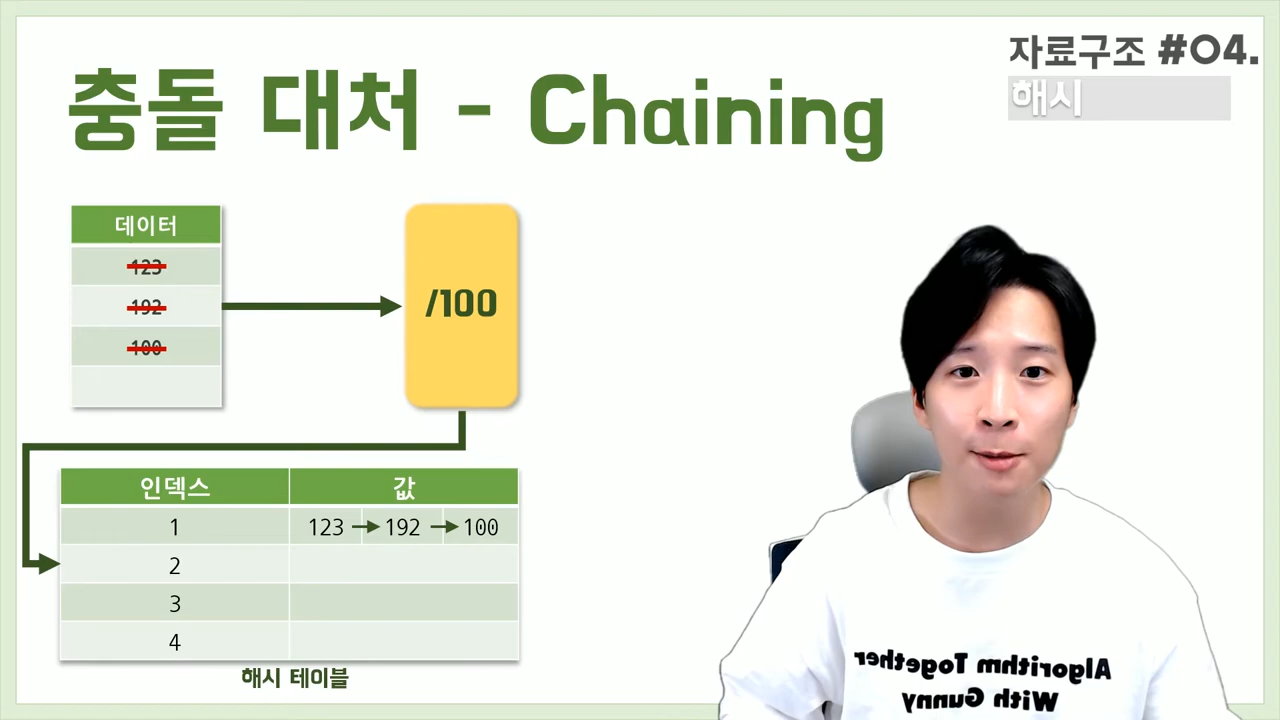 자료구조 #04.
해시
충돌 대처 - Chaining
데이터
123
192
100
/100
인덱스 값
1 123 192 100
2
3
4
해시 테이블
Algorithm Together
With Gunny